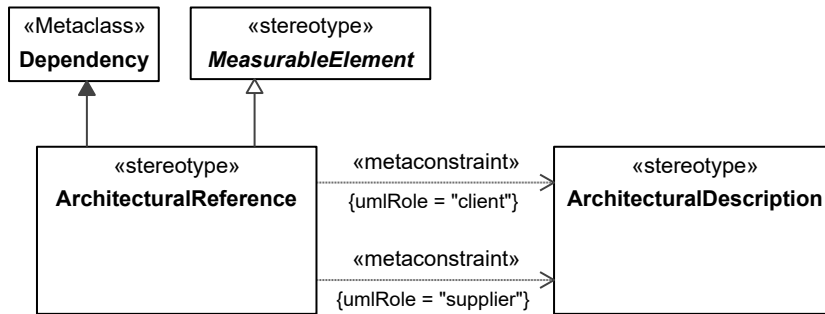 «Metaclass»
Dependency
«stereotype»
MeasurableElement
«stereotype»
ArchitecturalReference
«metaconstraint»
{umlRole = "client"}
«metaconstraint»
{umlRole = "supplier"}
«stereotype»
ArchitecturalDescription